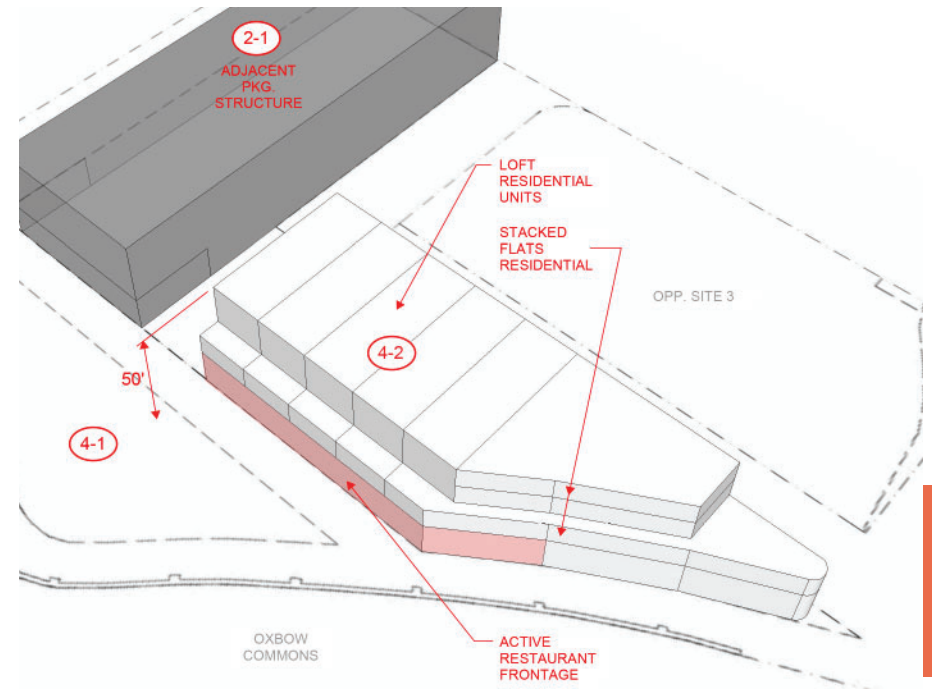 2-1
ADJACENT
PKG.
STRUCTURE
LOFT
RESIDENTIAL
UNITS
STACKED
FLATS
RESIDENTIAL
OPP. SITE 3
4-2
50'
4-1
OXBOW
COMMONS
ACTIVE
RESTAURANT
FRONTAGE